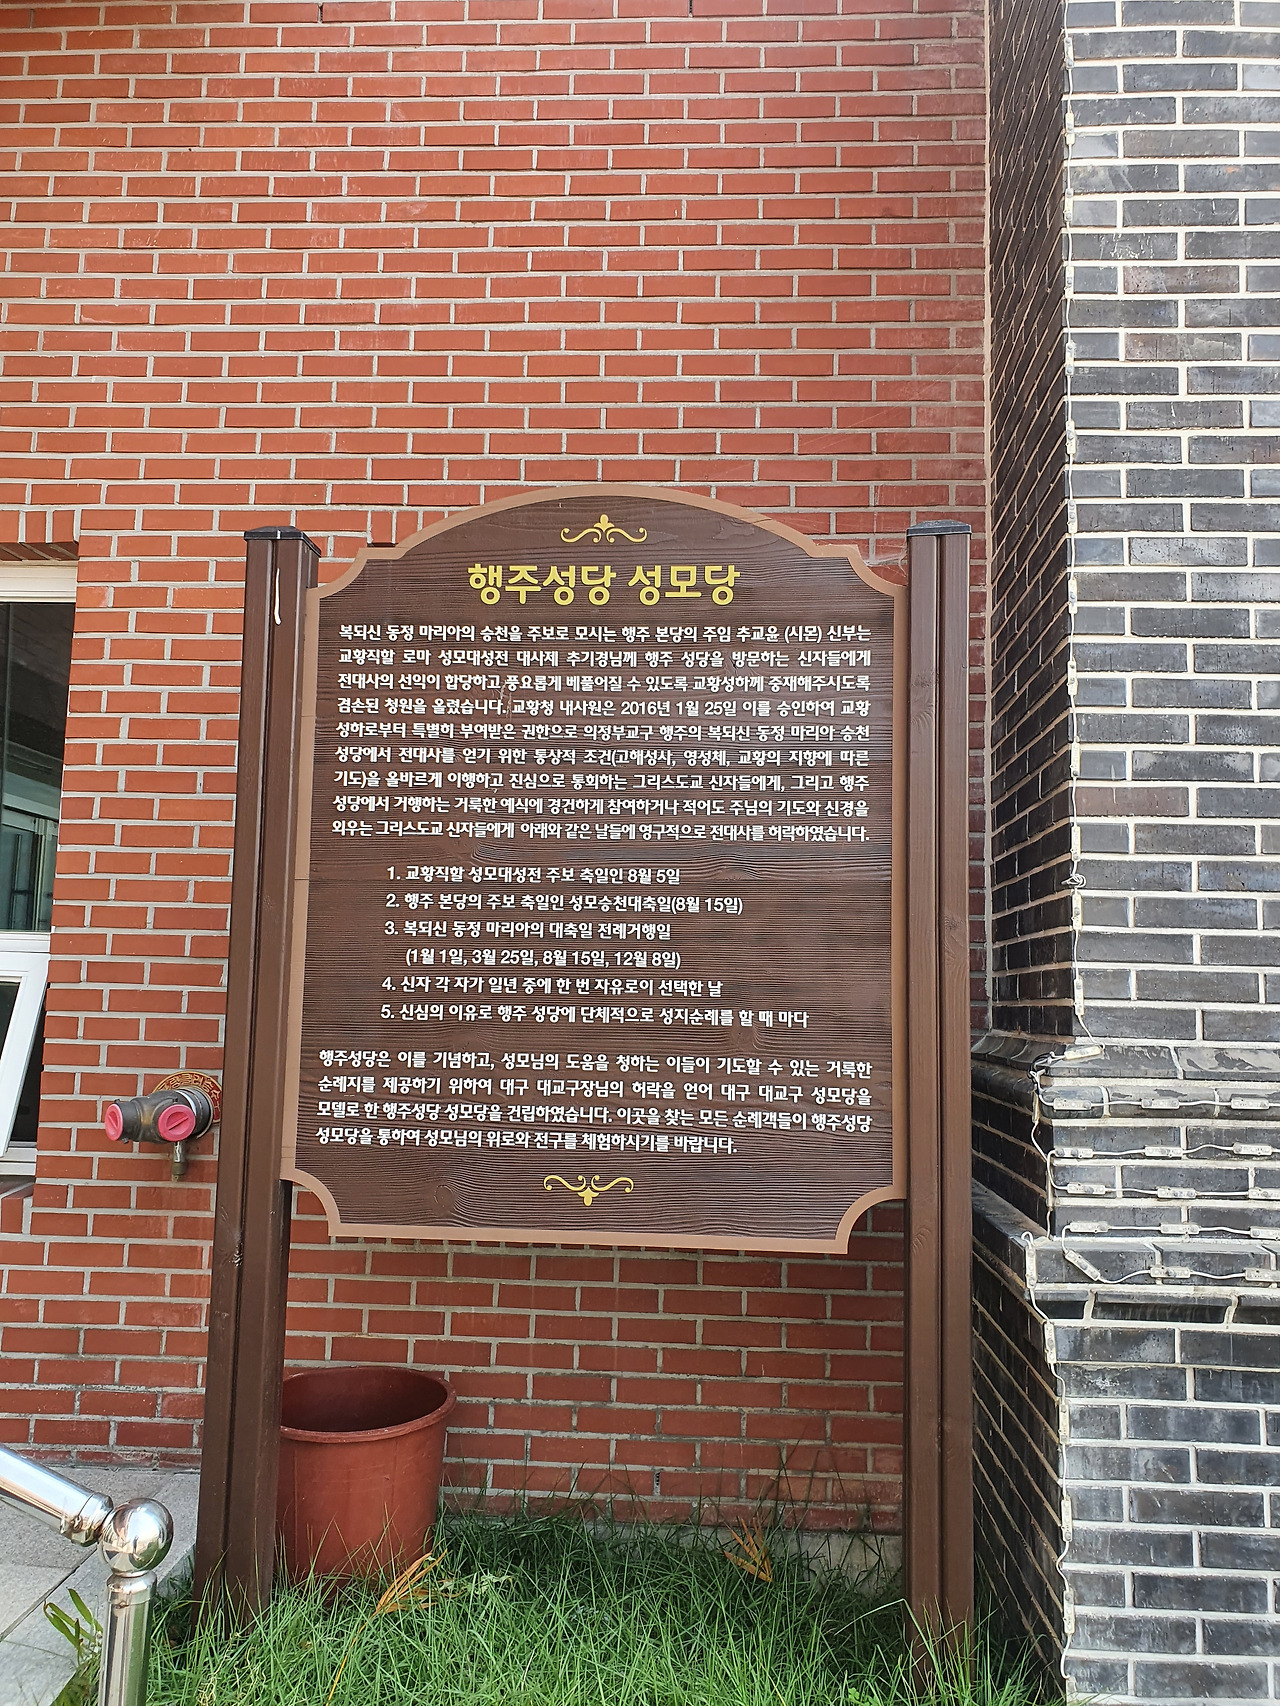 행주성당 성모당
복되신 동정 마리아의 승천을 주보로 모시는 행주 본당의 주임 추교윤 (시몬) 신부는
교황직할 로마 성모대성전 대사제 추기경님께 행주 성당을 방문하는 신자들에게
전대사의 선익이 합당하고 풍요롭게 베풀어질 수 있도록 교황성하께 중재해주시도록
겸손된 청원을 올렸습니다. 교황청 내사원은 2016년 1월 25일 이를 승인하여 교황
성하로부터 특별히 부여받은 권한으로 의정부교구 행주의 복되신 동정 마리아 승천
성당에서 전대사를 얻기 위한 통상적 조건(고해성사, 영성체, 교황의 지향에 따른
기도)을 올바르게 이행하고 진심으로 통회하는 그리스도교 신자들에게, 그리고 행주
성당에서 거행하는 거룩한 예식에 경건하게 참여하거나 적어도 주님의 기도와 신경을
외우는 그리스도교 신자들에게 아래와 같은 날들에 영구적으로 전대사를 허락하였습니다.
1. 교황직할 성모대성전 주보 축일인 8월 5일
2. 행주 본당의 주보 축일인 성모승천대축일(8월 15일)
3. 복되신 동정 마리아의 대축일 전례거행일
(1월 1일, 3월 25일, 8월 15일, 12월 8일)
4. 신자 각 자가 일년 중에 한 번 자유로이 선택한 날
5. 신심의 이유로 행주 성당에 단체적으로 성지순례를 할 때 마다
행주성당은 이를 기념하고, 성모님의 도움을 청하는 이들이 기도할 수 있는 거룩한
순례지를 제공하기 위하여 대구 대교구장님의 허락을 얻어 대구 대교구 성모당을
모델로 한 행주성당 성모당을 건립하였습니다. 이곳을 찾는 모든 순례객들이 행주성당
성모당을 통하여 성모님의 위로와 전구를 체험하시기를 바랍니다.